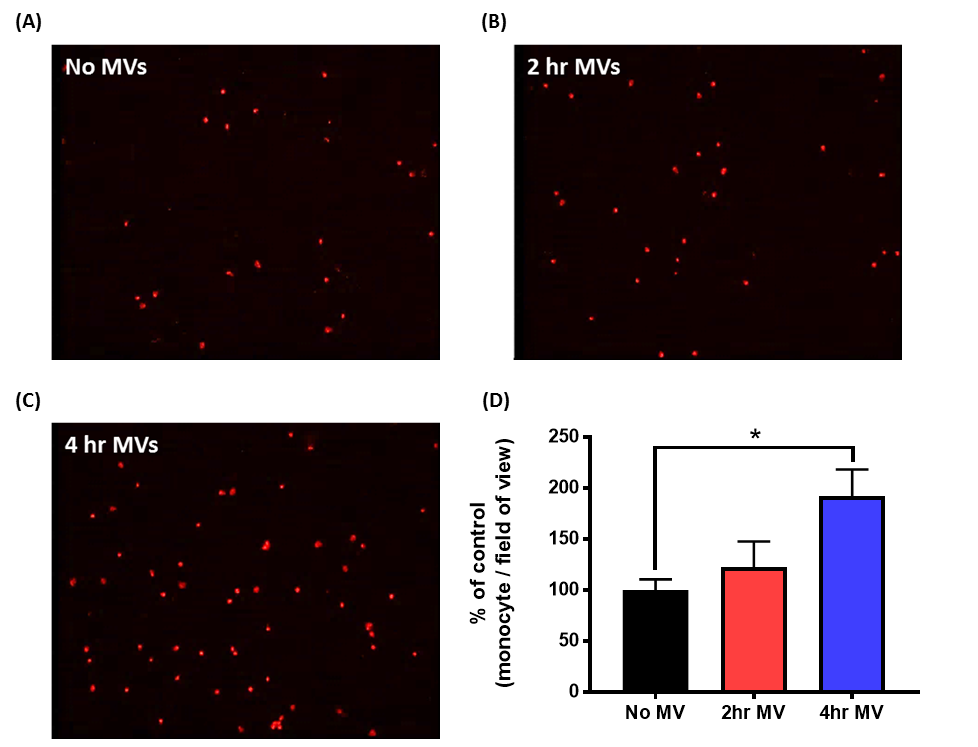 (A)
No MVs
(B)
2 hr MVs
(C)
4 hr MVs
(D)
% of control
(monocyte / field of view)
250
200
150
100
50
0
*
No MV
2hr MV
4hr MV